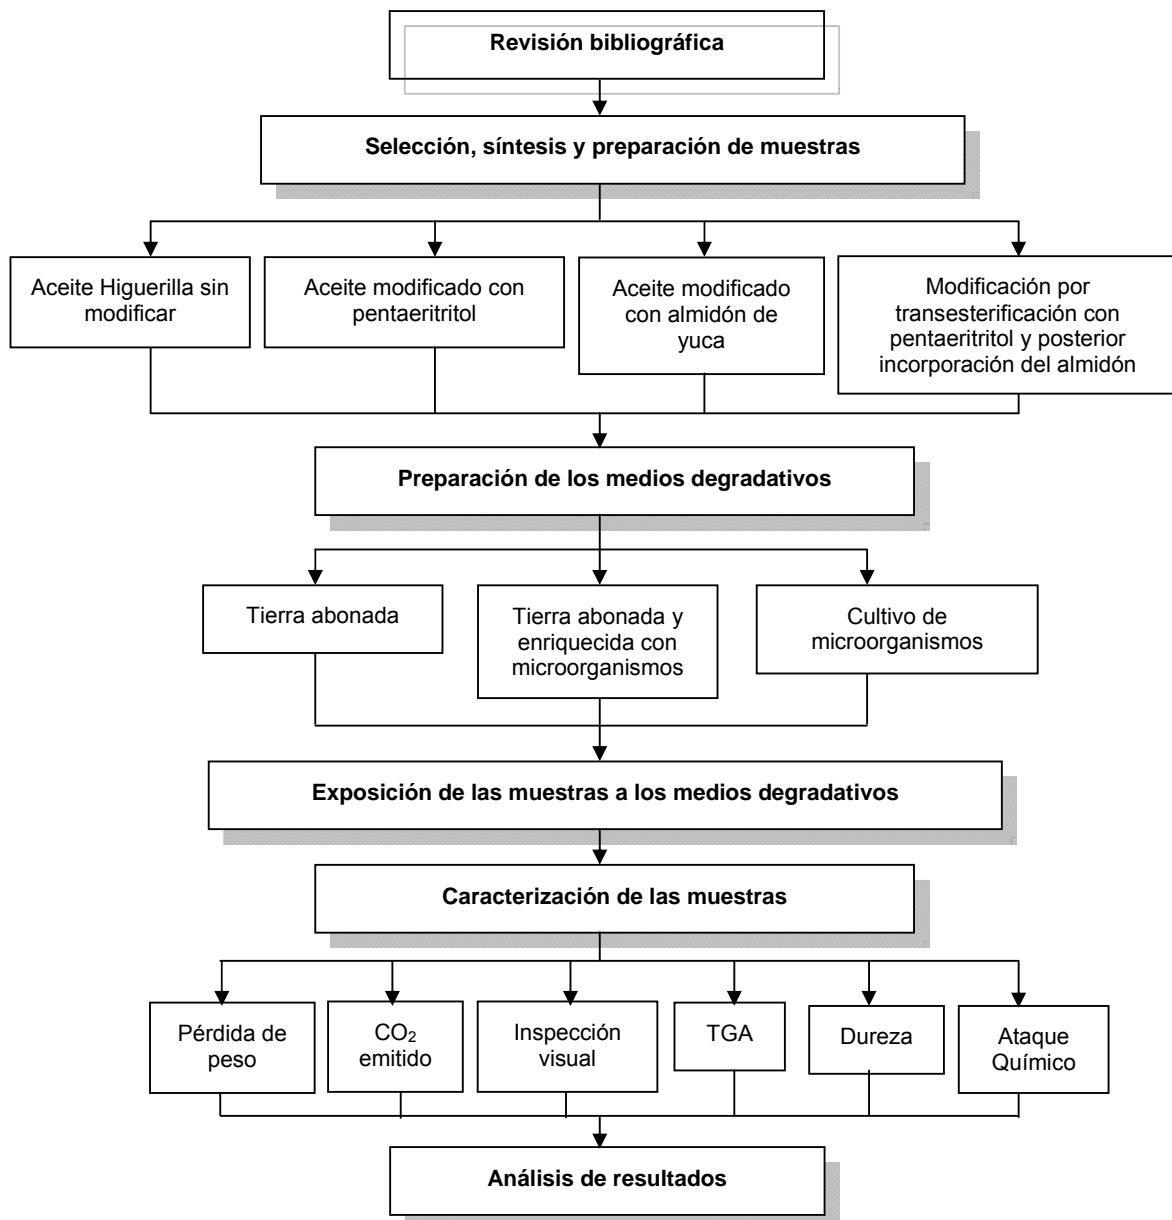 Revisión bibliográfica
Selección, síntesis y preparación de muestras
Aceite Higuerilla sin
modificar
Aceite modificado con
pentaeritritol
Aceite modificado
con almidón de
yuca
Modificación por
transesterificación con
pentaeritritol y posterior
incorporación del almidón
Preparación de los medios degradativos
Tierra abonada
Tierra abonada y
enriquecida con
microorganismos
Cultivo de
microorganismos
Exposición de las muestras a los medios degradativos
Caracterización de las muestras
Pérdida de
peso
CO₂
emitido
Inspección
visual
TGA
Dureza
Ataque
Químico
Análisis de resultados